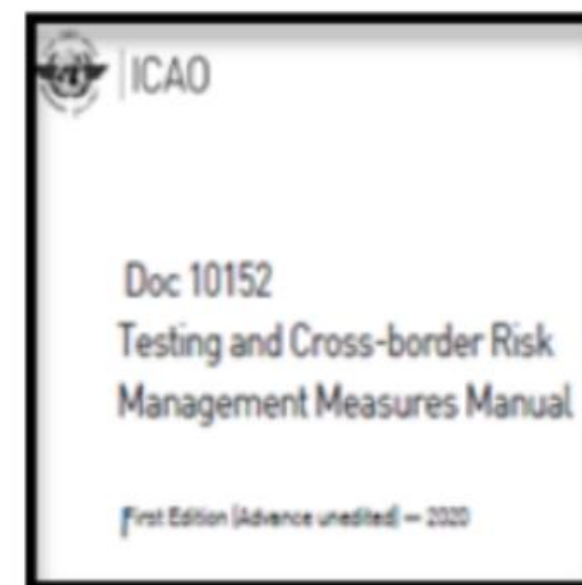 ICAO
Doc 10152
Testing and Cross-border Risk
Management Measures Manual
First Edition (Advance unedited) — 2020